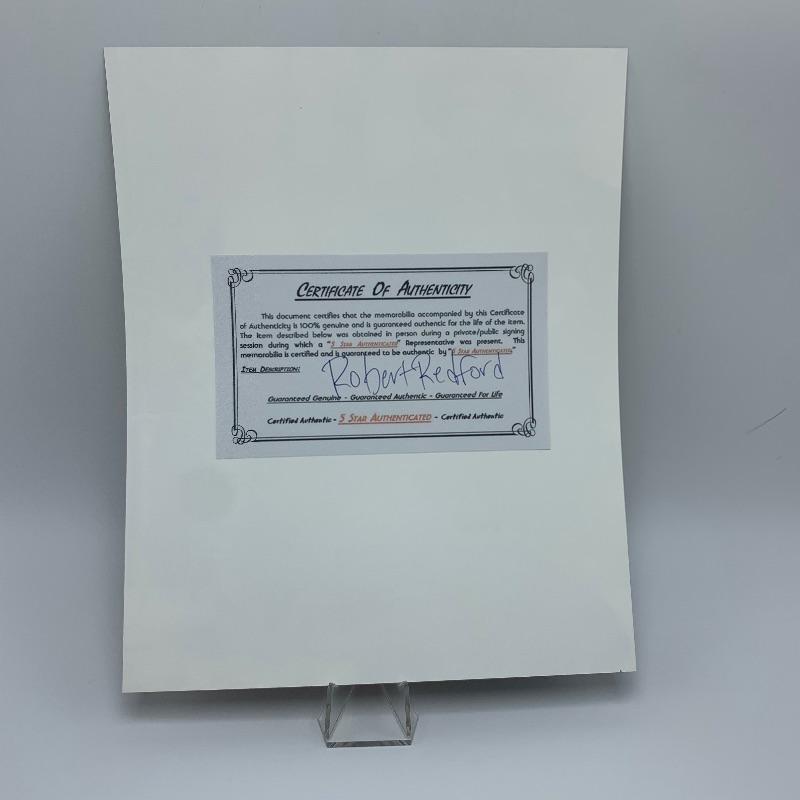 CERTIFICATE OF AUTHENTICITY
This document certifies that the memorabilia accompanied by this Certificate
of Authenticity is 100% genuine and is guaranteed authentic for the life of the item.
The item described below was obtained in person during a private/public signing
session during which a "5 STAR AUTHENTICATED" Representative was present. This
memorabilia is certified and is guaranteed to be authentic by "5 STAR AUTHENTICATED."
ITEM DESCRIPTION: Robert Redford
Guaranteed Genuine - Guaranteed Authentic - Guaranteed For Life
Certified Authentic - 5 STAR AUTHENTICATED - Certified Authentic